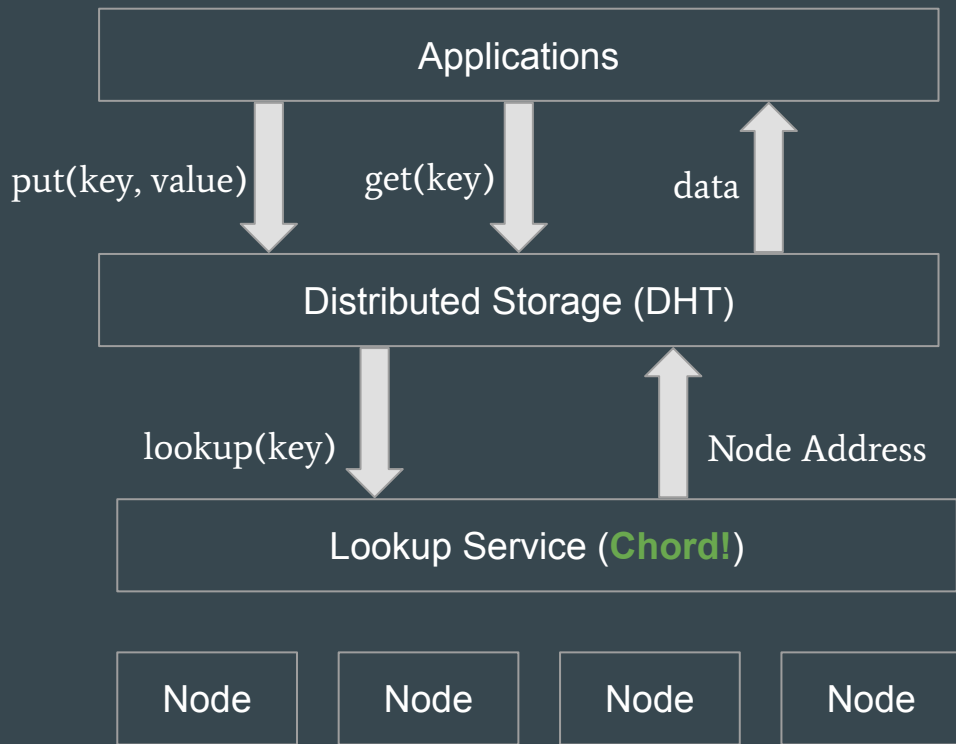 Applications
put(key, value)
get(key)
data
Distributed Storage (DHT)
lookup(key)
Node Address
Lookup Service (Chord!)
Node
Node
Node
Node